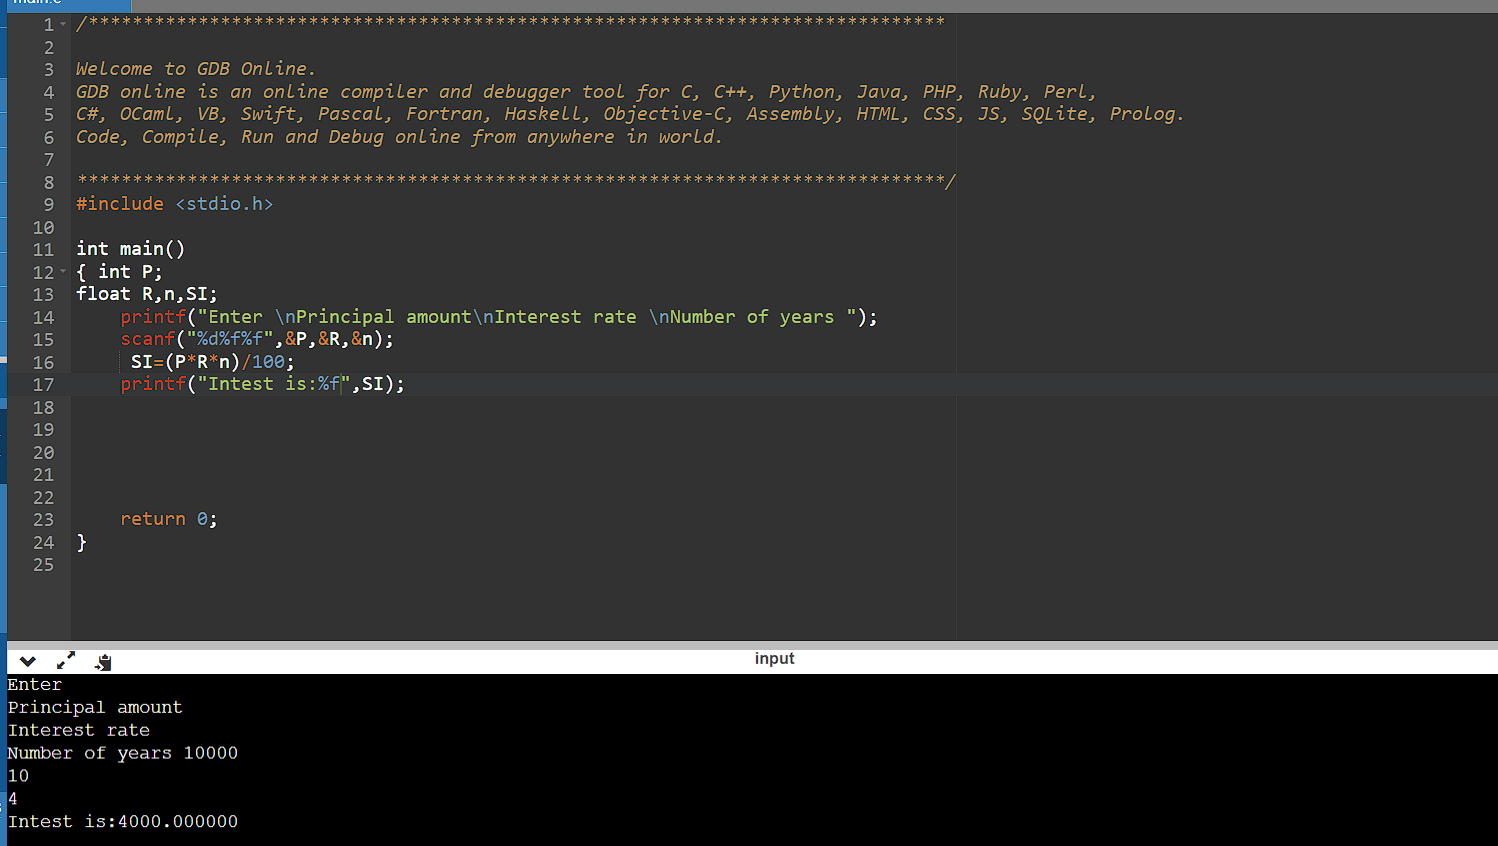 main.c
1 /******************************************************************************
2
3 Welcome to GDB Online.
4 GDB online is an online compiler and debugger tool for C, C++, Python, Java, PHP, Ruby, Perl,
5 C#, OCaml, VB, Swift, Pascal, Fortran, Haskell, Objective-C, Assembly, HTML, CSS, JS, SQLite, Prolog.
6 Code, Compile, Run and Debug online from anywhere in world.
7
8 *******************************************************************************/
9 #include <stdio.h>
10
11 int main()
12 { int P;
13 float R,n,SI;
14 printf("Enter \nPrincipal amount\nInterest rate \nNumber of years ");
15 scanf("%d%f%f",&P,&R,&n);
16 SI=(P*R*n)/100;
17 printf("Intest is:%f",SI);
18
19
20
21
22
23 return 0;
24 }
25
input
Enter
Principal amount
Interest rate
Number of years 10000
10
4
Intest is:4000.000000